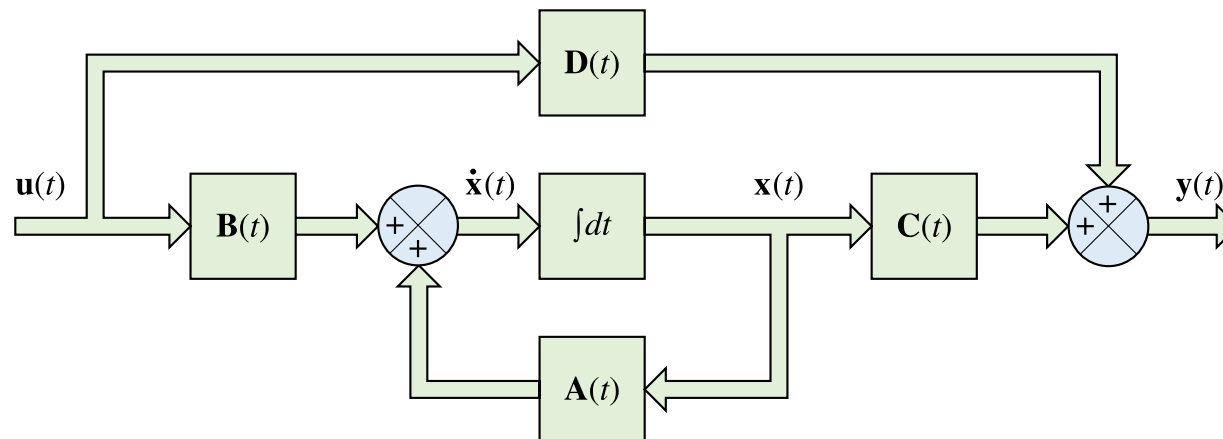 D(t)
u(t)
B(t)
+
+
ẋ(t)
∫dt
x(t)
C(t)
+
+
y(t)
A(t)